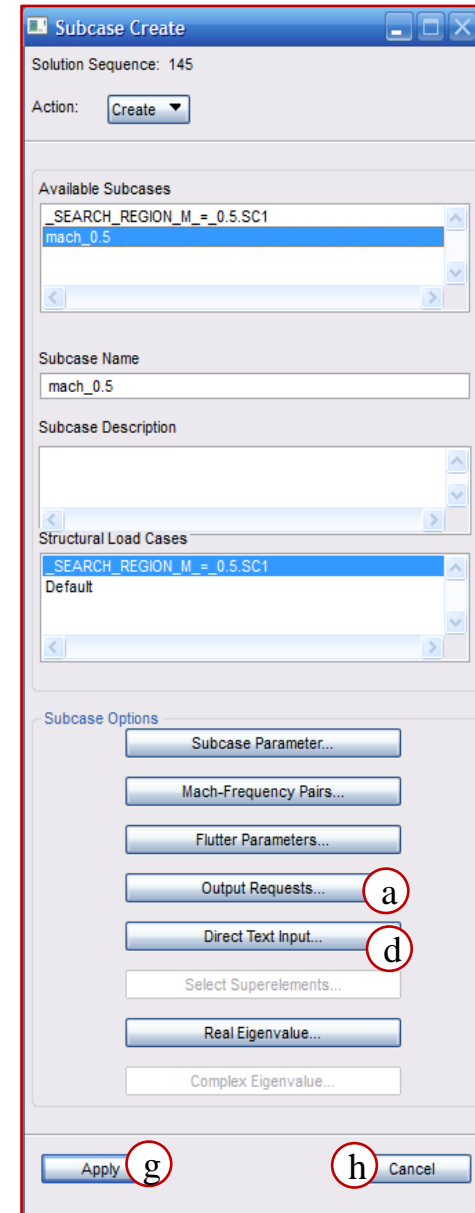 Subcase Create
Solution Sequence: 145
Action: Create
Available Subcases
_SEARCH_REGION_M_=_0.5.SC1
mach_0.5
Subcase Name
mach_0.5
Subcase Description
Structural Load Cases
_SEARCH_REGION_M_=_0.5.SC1
Default
Subcase Options
Subcase Parameter...
Mach-Frequency Pairs...
Flutter Parameters...
Output Requests... a
Direct Text Input... d
Select Superelements...
Real Eigenvalue...
Complex Eigenvalue...
Apply g h Cancel